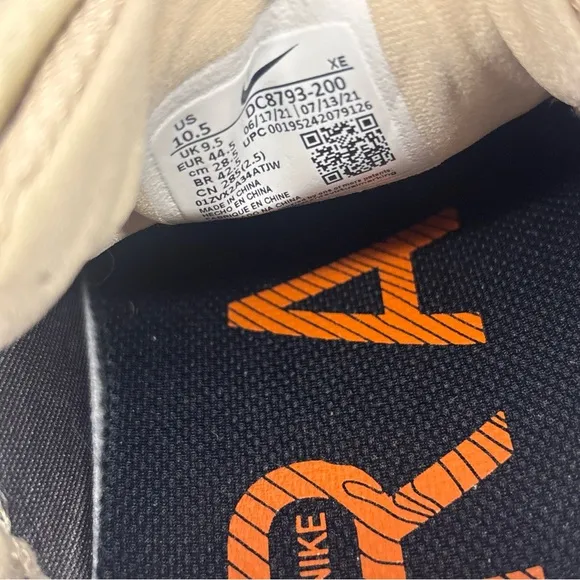 XE
US 10.5
UK 9.5
EUR 44.5
cm 28.5
BR 42.5
CN 285(2.5)
01ZVX2A34ATJW
MADE IN CHINA
HECHO EN CHINA
FABRIQUE EN CHINE
DC8793-200
06/17/21 07/13/21
UPC 00195242079126
A
R
NIKE